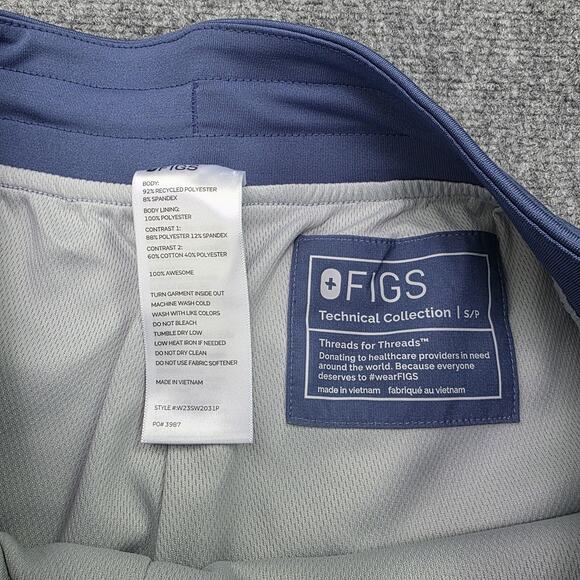 FIGS
BODY:
92% RECYCLED POLYESTER
8% SPANDEX
BODY LINING:
100% POLYESTER
CONTRAST 1:
88% POLYESTER 12% SPANDEX
CONTRAST 2:
60% COTTON 40% POLYESTER
100% AWESOME
TURN GARMENT INSIDE OUT
MACHINE WASH COLD
WASH WITH LIKE COLORS
DO NOT BLEACH
TUMBLE DRY LOW
LOW HEAT IRON IF NEEDED
DO NOT DRY CLEAN
DO NOT USE FABRIC SOFTENER
MADE IN VIETNAM
STYLE #:W23SW2031P
PO# 3987
FIGS
Technical Collection | S/P
Threads for Threads™
Donating to healthcare providers in need
around the world. Because everyone
deserves to #wearFIGS
made in vietnam fabriqué au vietnam